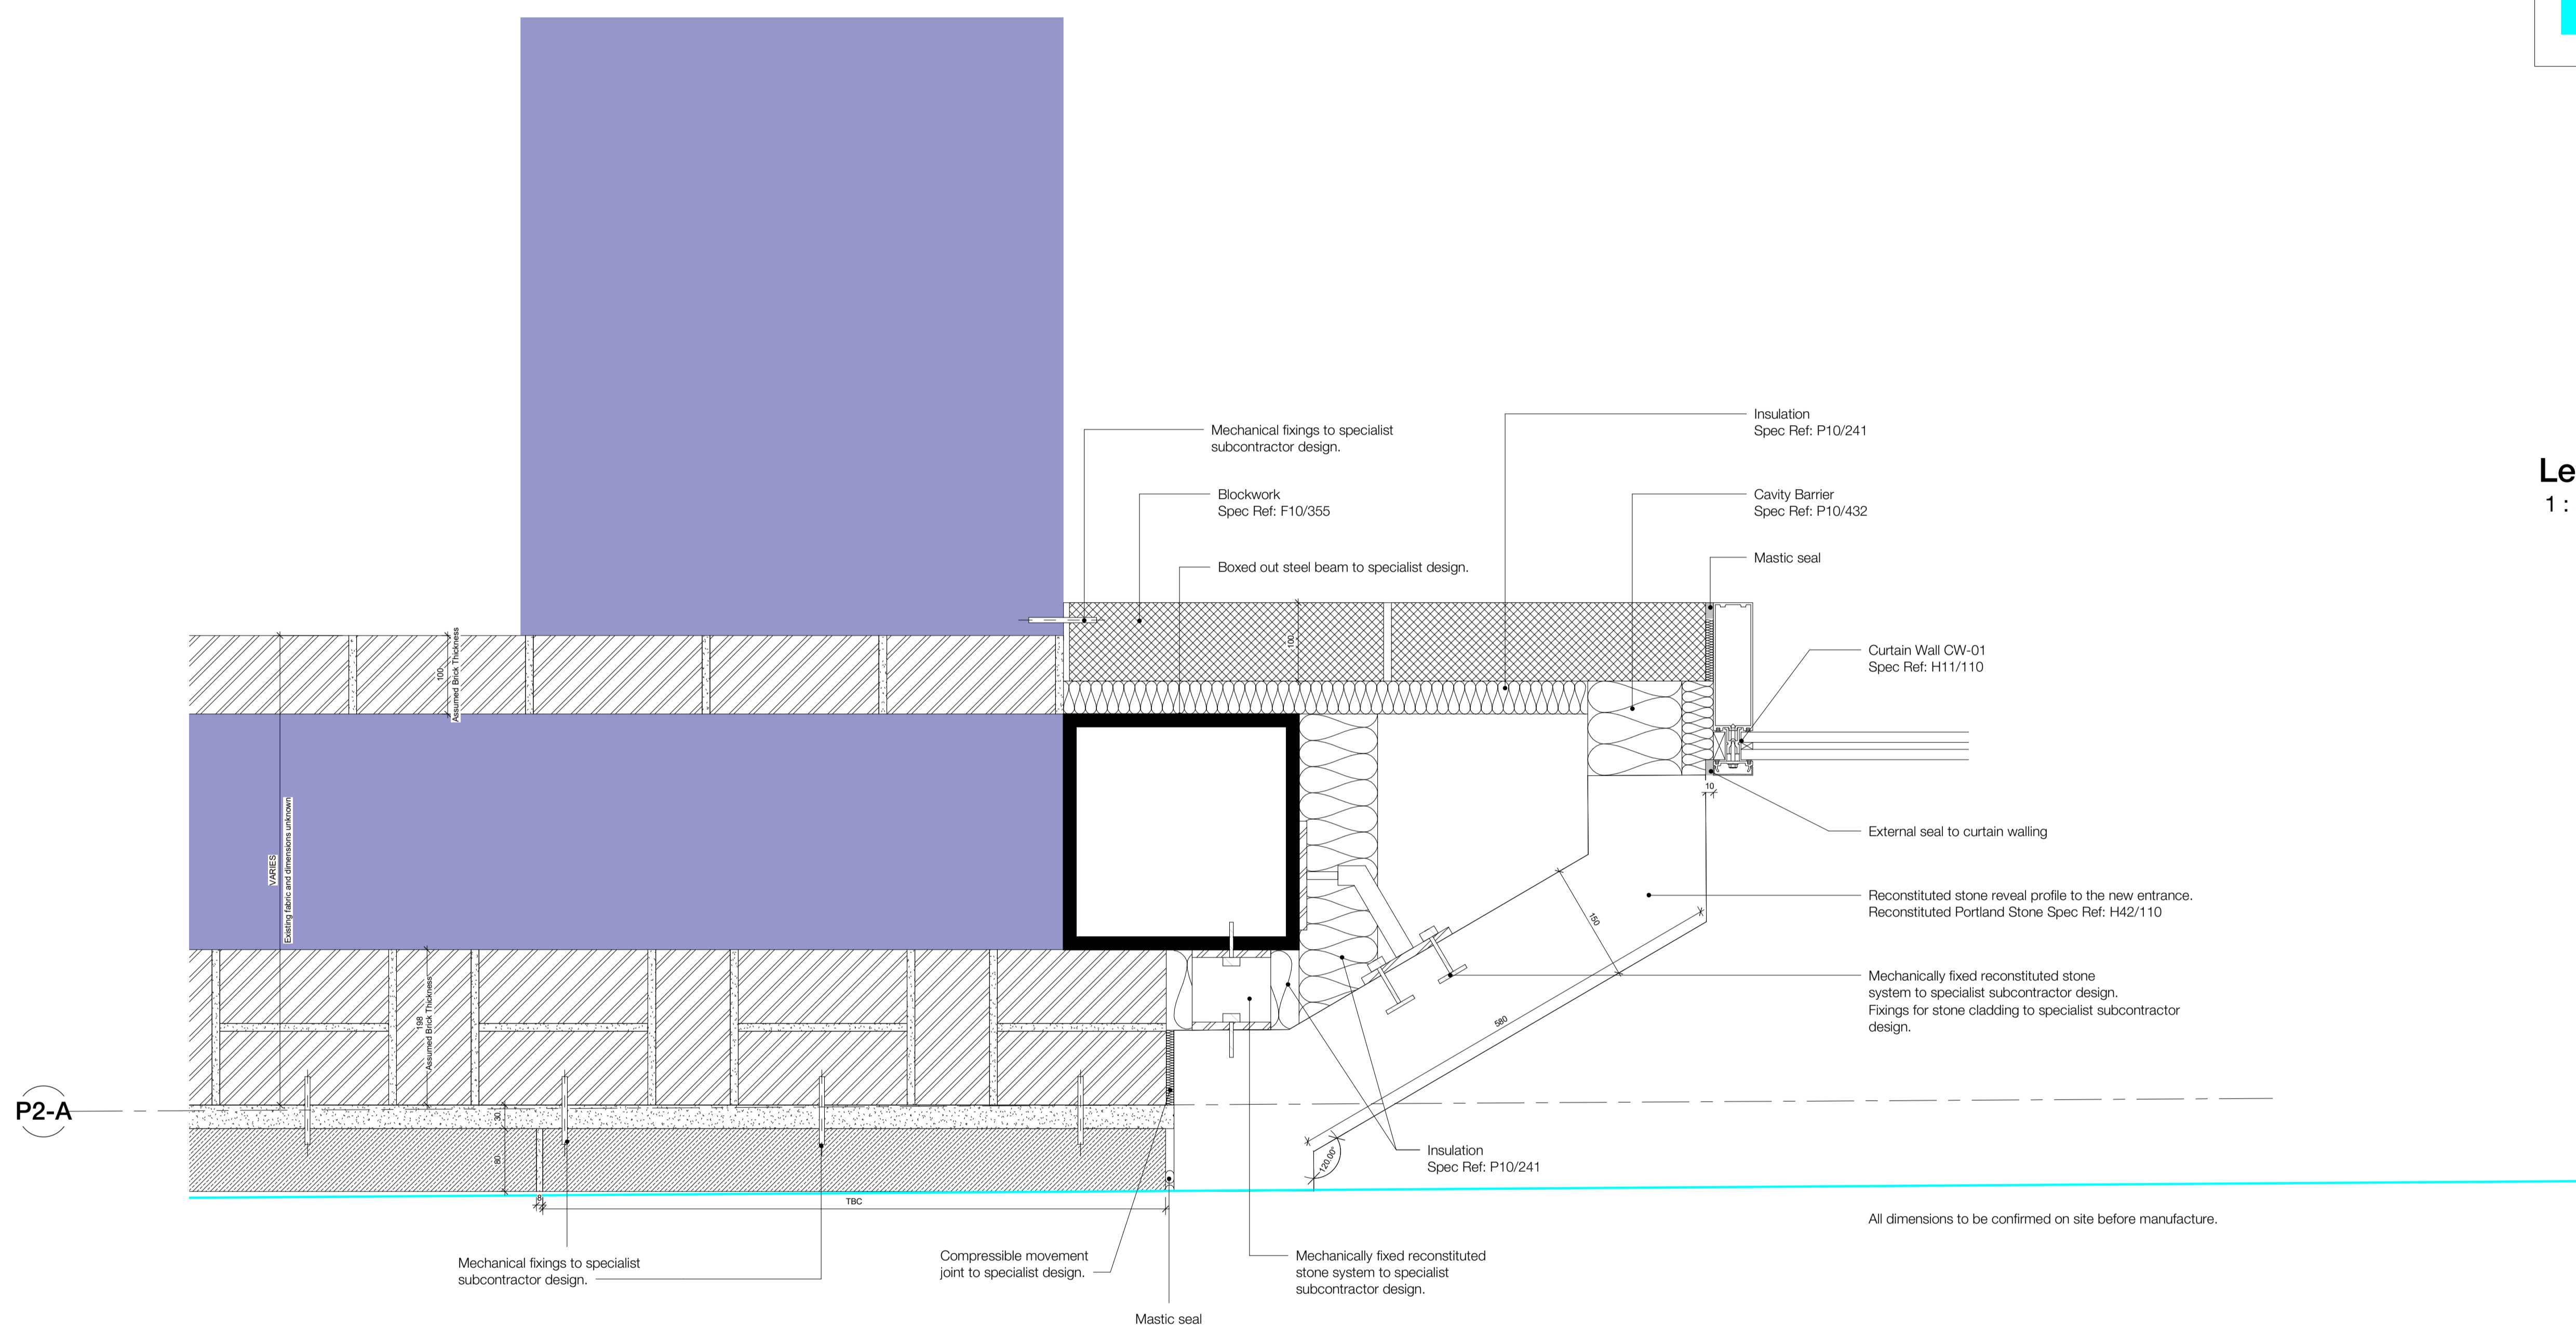 Le
1 :
Mechanical fixings to specialist
subcontractor design.
Blockwork
Spec Ref: F10/355
Boxed out steel beam to specialist design.
Insulation
Spec Ref: P10/241
Cavity Barrier
Spec Ref: P10/432
Mastic seal
Curtain Wall CW-01
Spec Ref: H11/110
External seal to curtain walling
Reconstituted stone reveal profile to the new entrance.
Reconstituted Portland Stone Spec Ref: H42/110
Mechanically fixed reconstituted stone
system to specialist subcontractor design.
Fixings for stone cladding to specialist subcontractor
design.
100
Assumed Brick Thickness
100
VARIES
Existing fabric and dimensions unknown
198
Assumed Brick Thickness
10
150
580
120.00°
P2-A
30
80
8
TBC
Insulation
Spec Ref: P10/241
All dimensions to be confirmed on site before manufacture.
Mechanical fixings to specialist
subcontractor design.
Compressible movement
joint to specialist design.
Mastic seal
Mechanically fixed reconstituted
stone system to specialist
subcontractor design.